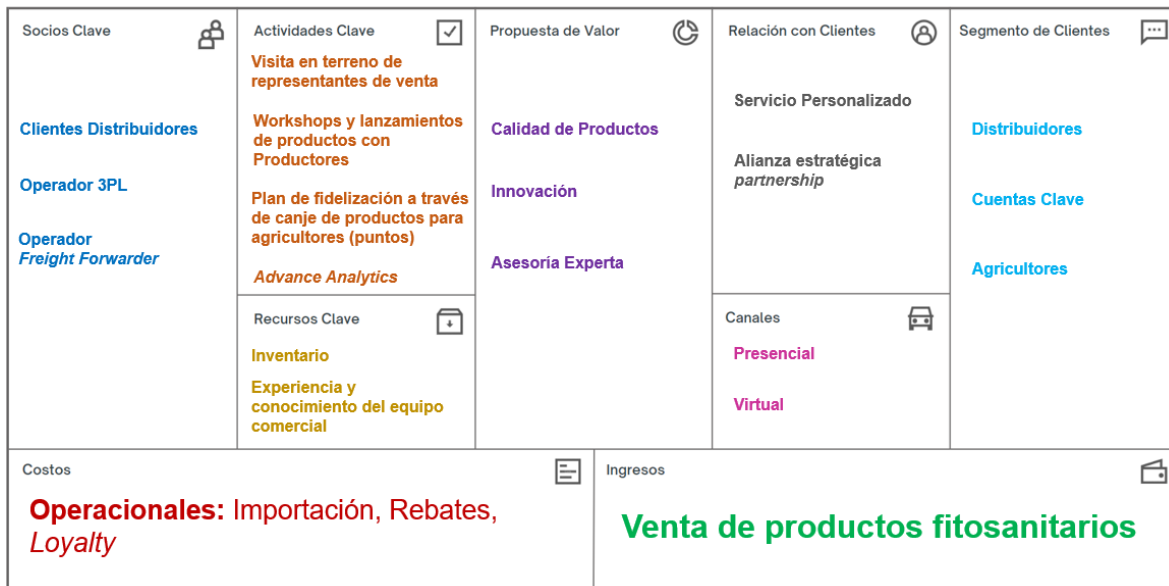 Socios Clave
Clientes Distribuidores
Operador 3PL
Operador
Freight Forwarder
Actividades Clave
Visita en terreno de
representantes de venta
Workshops y lanzamientos
de productos con
Productores
Plan de fidelización a través
de canje de productos para
agricultores (puntos)
Advance Analytics
Recursos Clave
Inventario
Experiencia y
conocimiento del equipo
comercial
Propuesta de Valor
Calidad de Productos
Innovación
Asesoría Experta
Relación con Clientes
Servicio Personalizado
Alianza estratégica
partnership
Canales
Presencial
Virtual
Segmento de Clientes
Distribuidores
Cuentas Clave
Agricultores
Costos
Operacionales: Importación, Rebates,
Loyalty
Ingresos
Venta de productos fitosanitarios